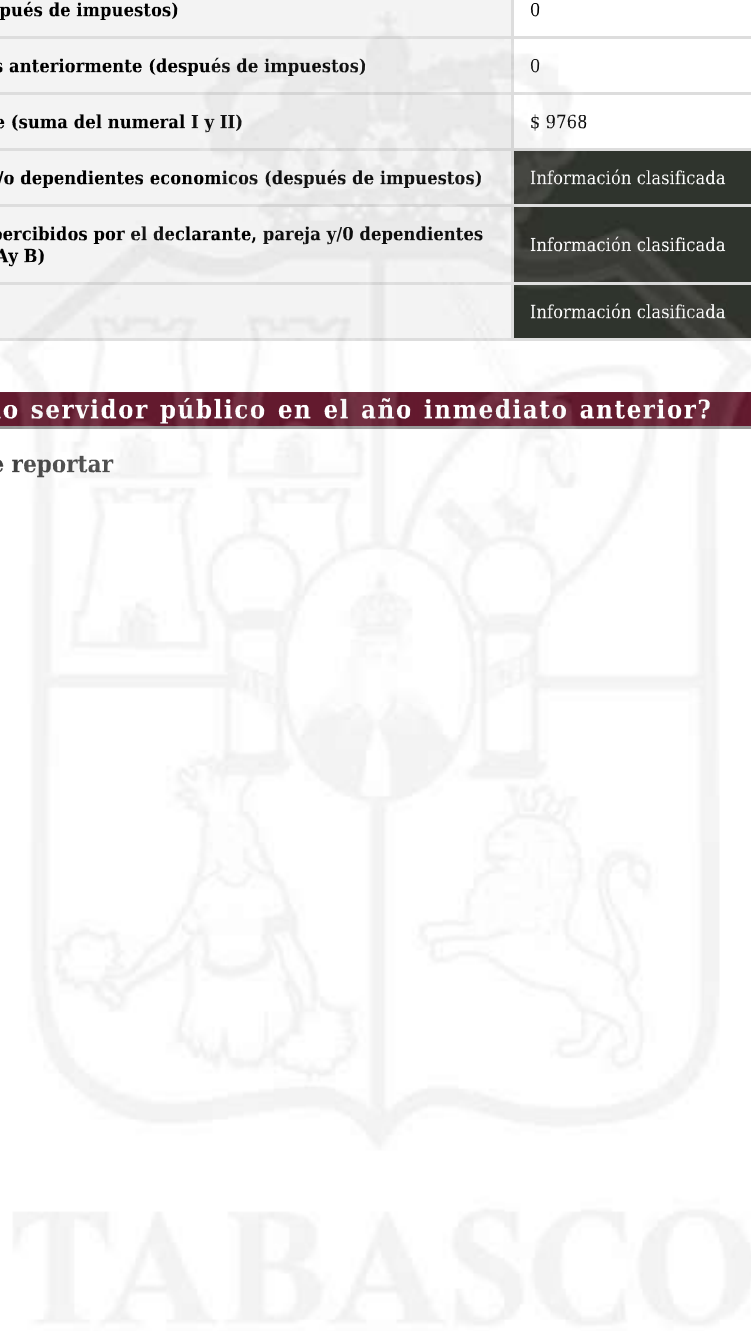 pués de impuestos) 0
s anteriormente (después de impuestos) 0
e (suma del numeral I y II) $ 9768
/o dependientes economicos (después de impuestos) Información clasificada
percibidos por el declarante, pareja y/0 dependientes Información clasificada
Ay B)
Información clasificada
o servidor público en el año inmediato anterior?
e reportar
TABASCO